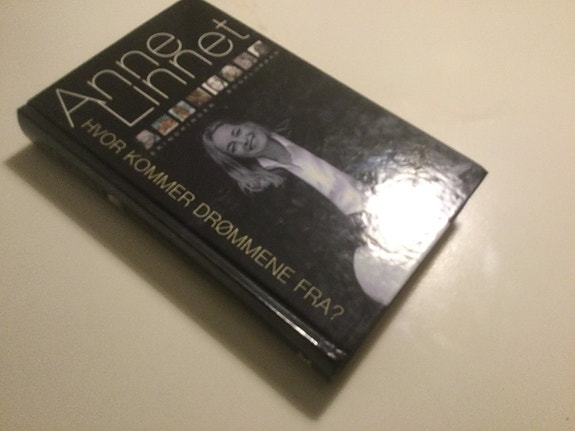 Anne
Linnet
HVOR KOMMER DRØMMENE FRA?